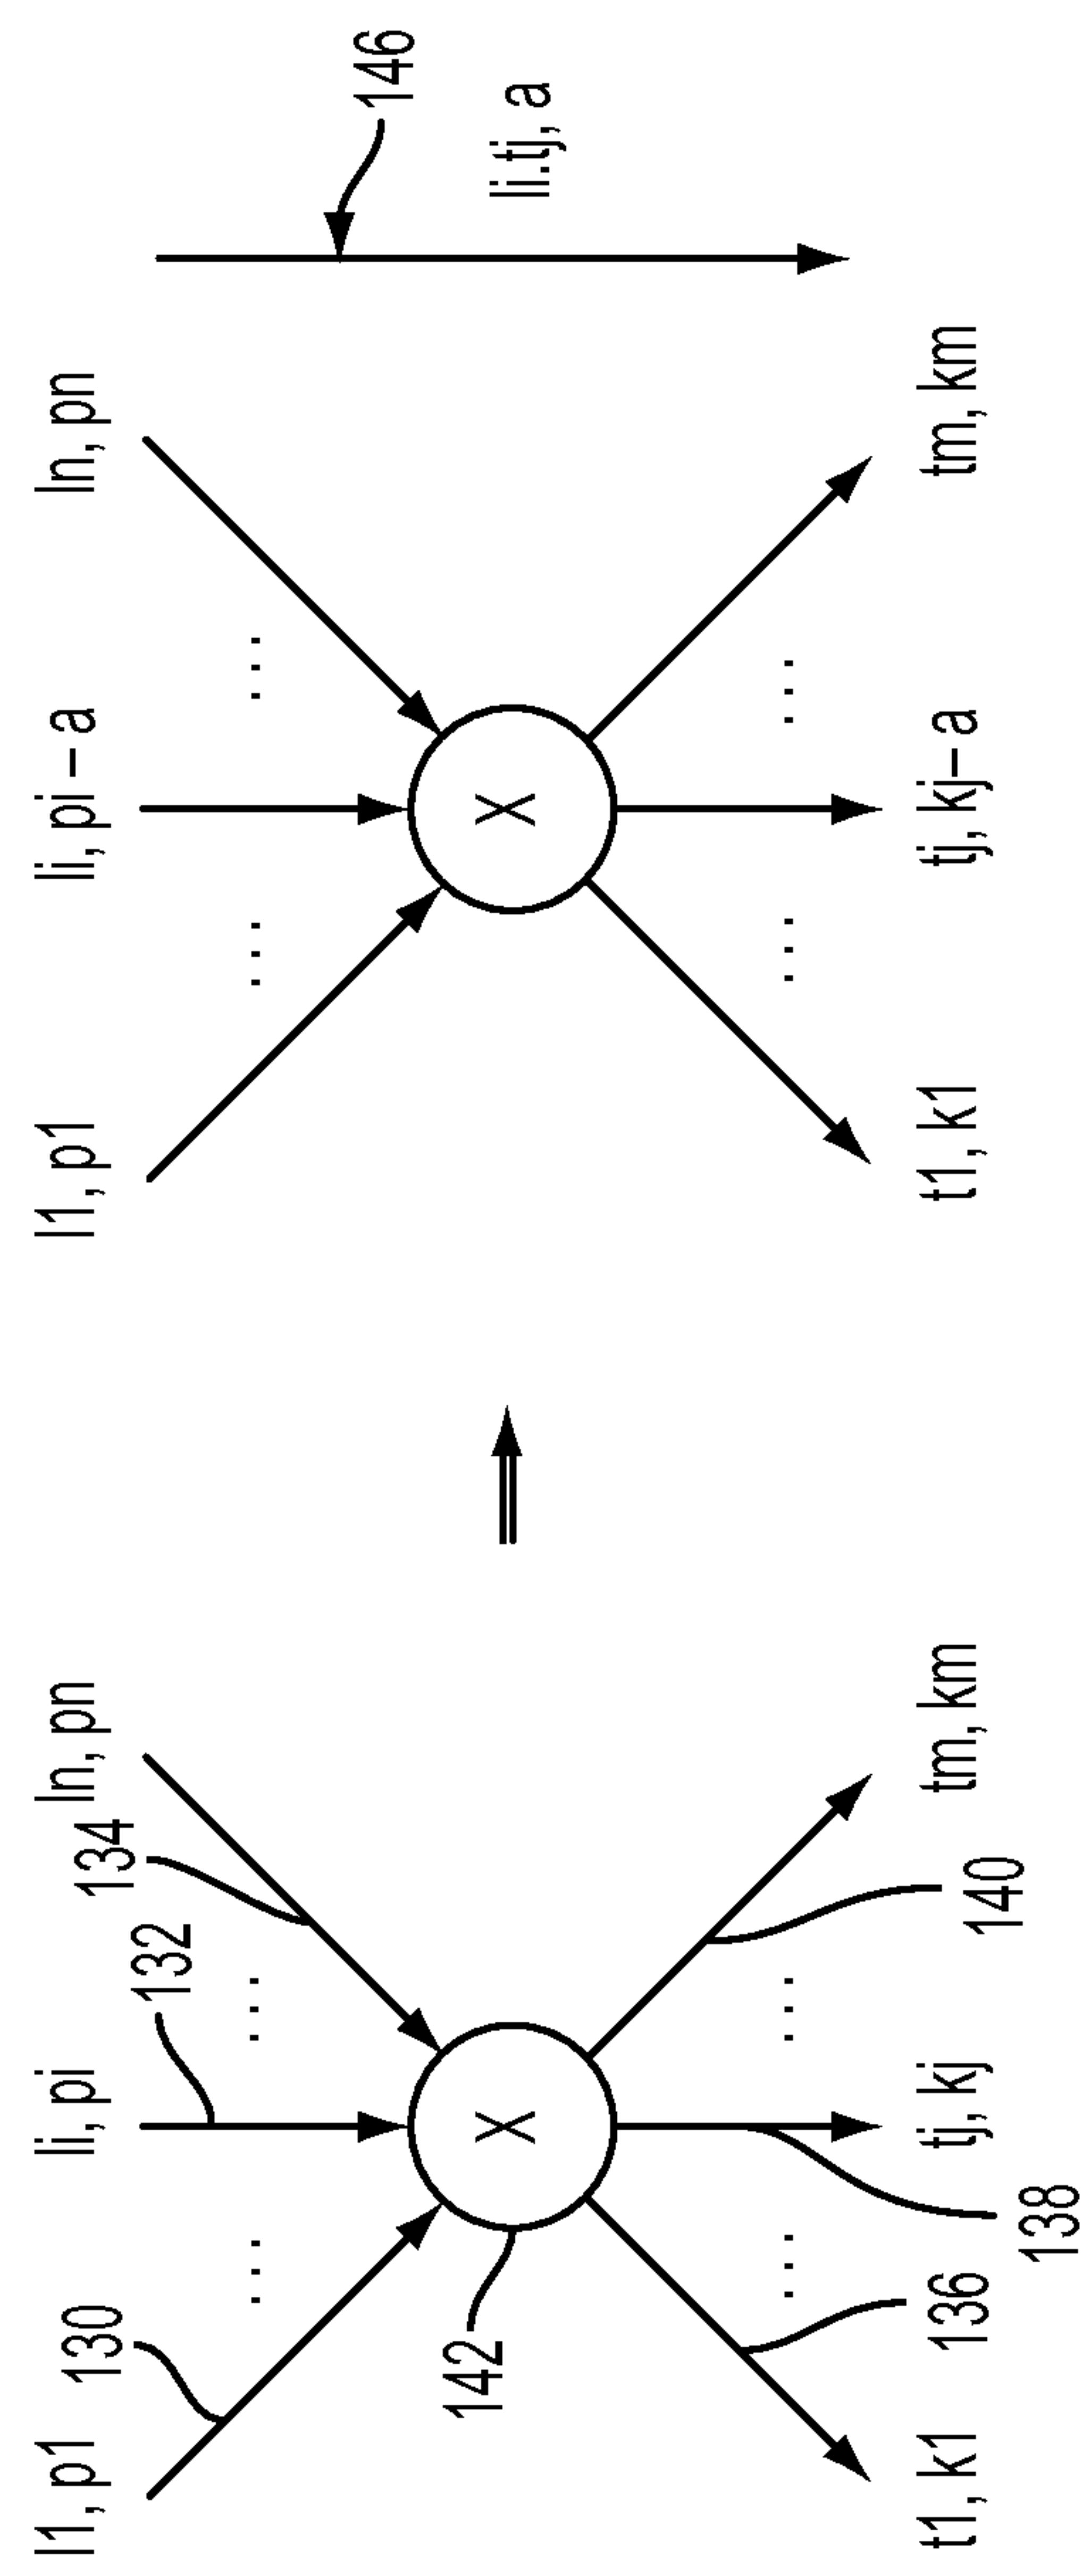 l1, p1
li, pi
ln, pn
130
132
134
...
...
142
X
...
...
136
138
140
t1, k1
tj, kj
tm, km
l1, p1
li, pi – a
ln, pn
146
...
...
X
li.tj, a
...
...
t1, k1
tj, kj– a
tm, km